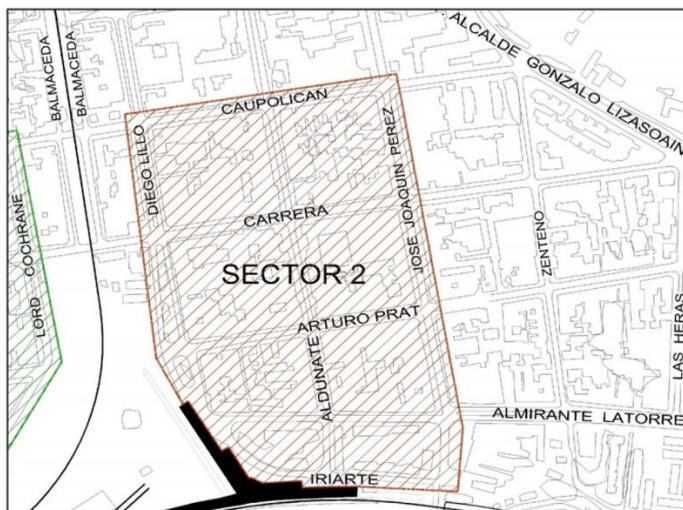 ALCALDE GONZALO LIZASOAIN
BALMACEDA
BALMACEDA
CAUPOLICAN
DIEGO LILLO
JOSE JOAQUIN PEREZ
LORD COCHRANE
CARRERA
ZENTENO
SECTOR 2
ARTURO PRAT
ALDUNATE
LAS HERAS
ALMIRANTE LATORRE
IRIARTE